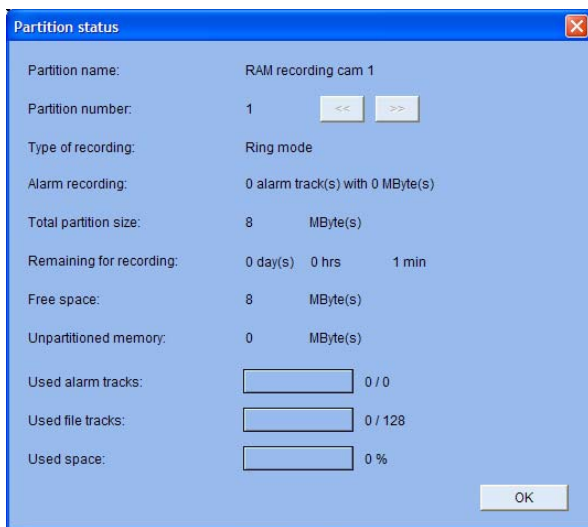 Partition status
Partition name: RAM recording cam 1
Partition number: 1 << >>
Type of recording: Ring mode
Alarm recording: 0 alarm track(s) with 0 MByte(s)
Total partition size: 8 MByte(s)
Remaining for recording: 0 day(s) 0 hrs 1 min
Free space: 8 MByte(s)
Unpartitioned memory: 0 MByte(s)
Used alarm tracks: 0 / 0
Used file tracks: 0 / 128
Used space: 0 %
OK